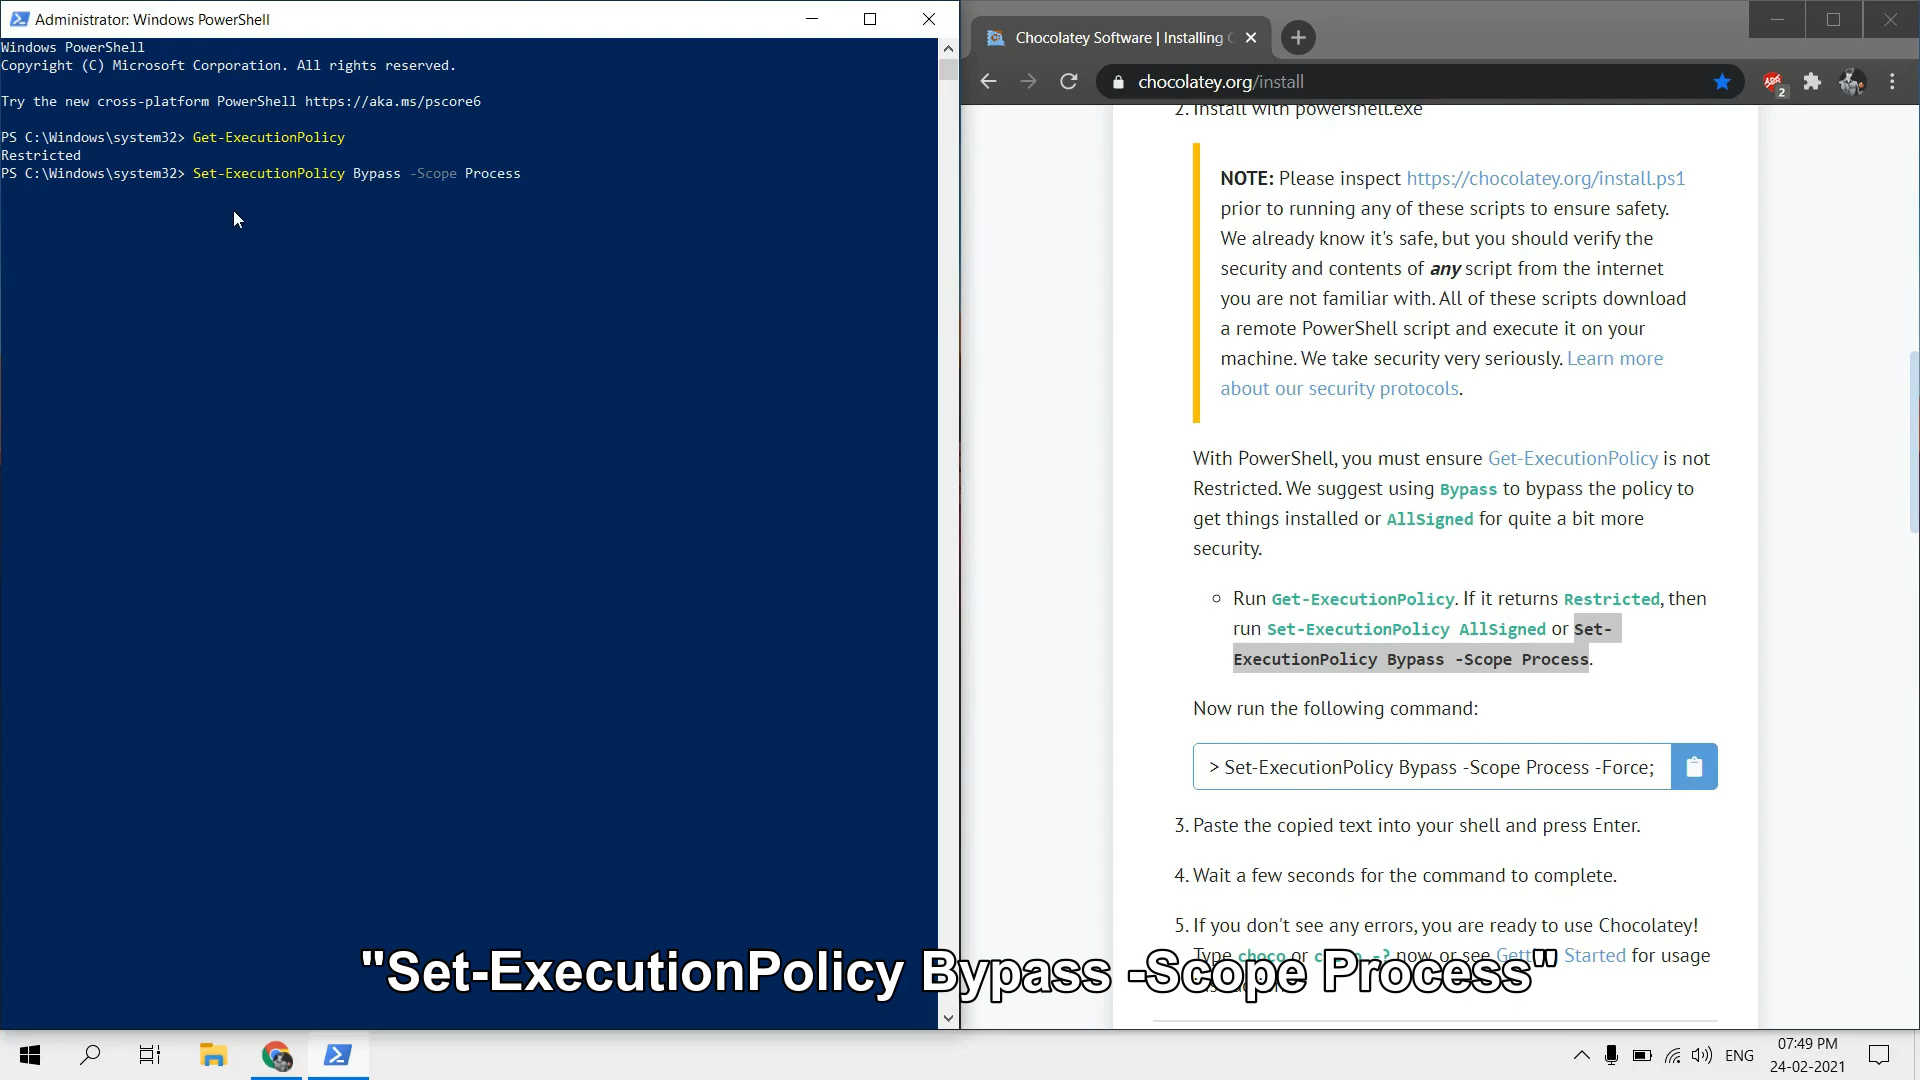 Administrator: Windows PowerShell
Windows PowerShell
Copyright (C) Microsoft Corporation. All rights reserved.
Try the new cross-platform PowerShell https://aka.ms/pscore6
PS C:\Windows\system32> Get-ExecutionPolicy
Restricted
PS C:\Windows\system32> Set-ExecutionPolicy Bypass -Scope Process
Chocolatey Software | Installing
chocolatey.org/install
2
2. Install with powershell.exe
NOTE: Please inspect https://chocolatey.org/install.ps1
prior to running any of these scripts to ensure safety.
We already know it's safe, but you should verify the
security and contents of any script from the internet
you are not familiar with. All of these scripts download
a remote PowerShell script and execute it on your
machine. We take security very seriously. Learn more
about our security protocols.
With PowerShell, you must ensure Get-ExecutionPolicy is not
Restricted. We suggest using Bypass to bypass the policy to
get things installed or AllSigned for quite a bit more
security.
Run Get-ExecutionPolicy. If it returns Restricted, then
run Set-ExecutionPolicy AllSigned or Set-
ExecutionPolicy Bypass -Scope Process.
Now run the following command:
> Set-ExecutionPolicy Bypass -Scope Process -Force;
3. Paste the copied text into your shell and press Enter.
4. Wait a few seconds for the command to complete.
5. If you don't see any errors, you are ready to use Chocolatey!
Type choco or -? now or see Started for usage
"Set-ExecutionPolicy Bypass -Scope Process"
ENG
07:49 PM
24-02-2021